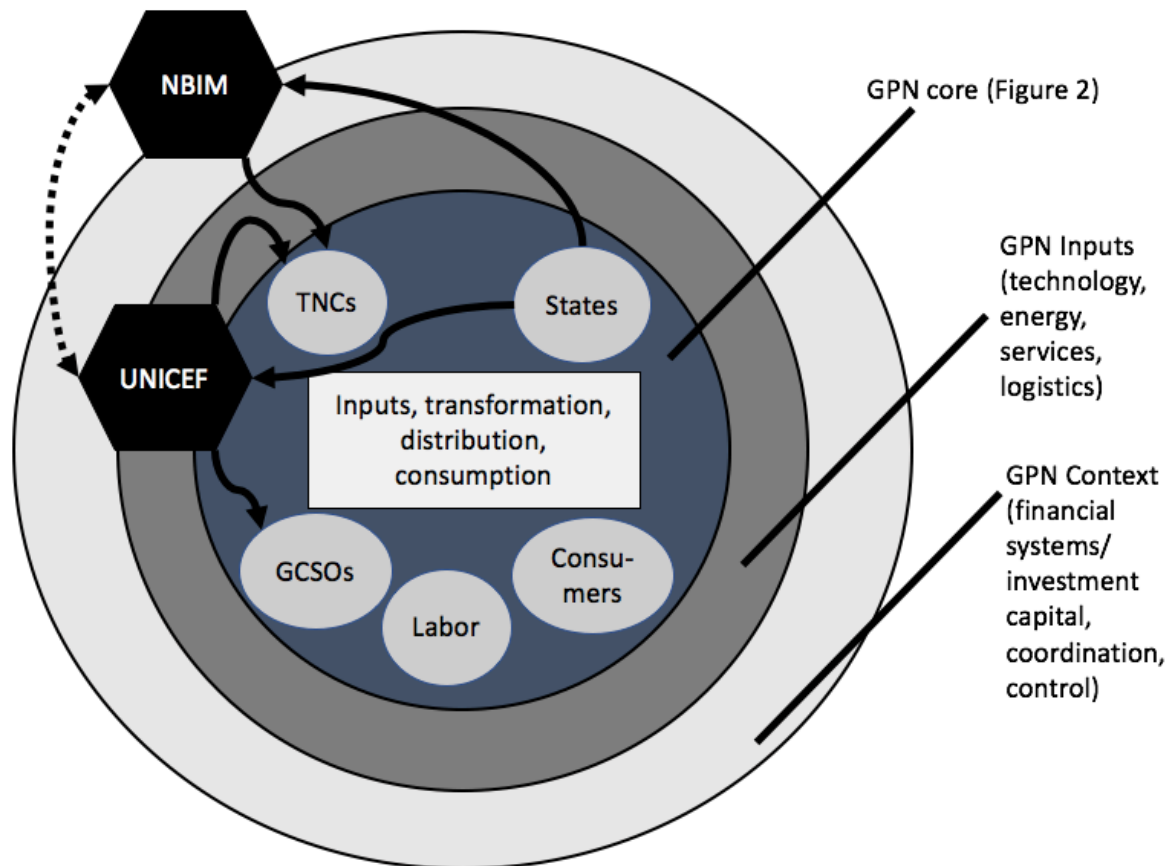 NBIM
GPN core (Figure 2)
GPN Inputs
(technology,
energy,
services,
logistics)
TNCs
States
UNICEF
Inputs, transformation,
distribution,
consumption
GPN Context
(financial
systems/
investment
capital,
coordination,
control)
GCSOs
Consu-
mers
Labor